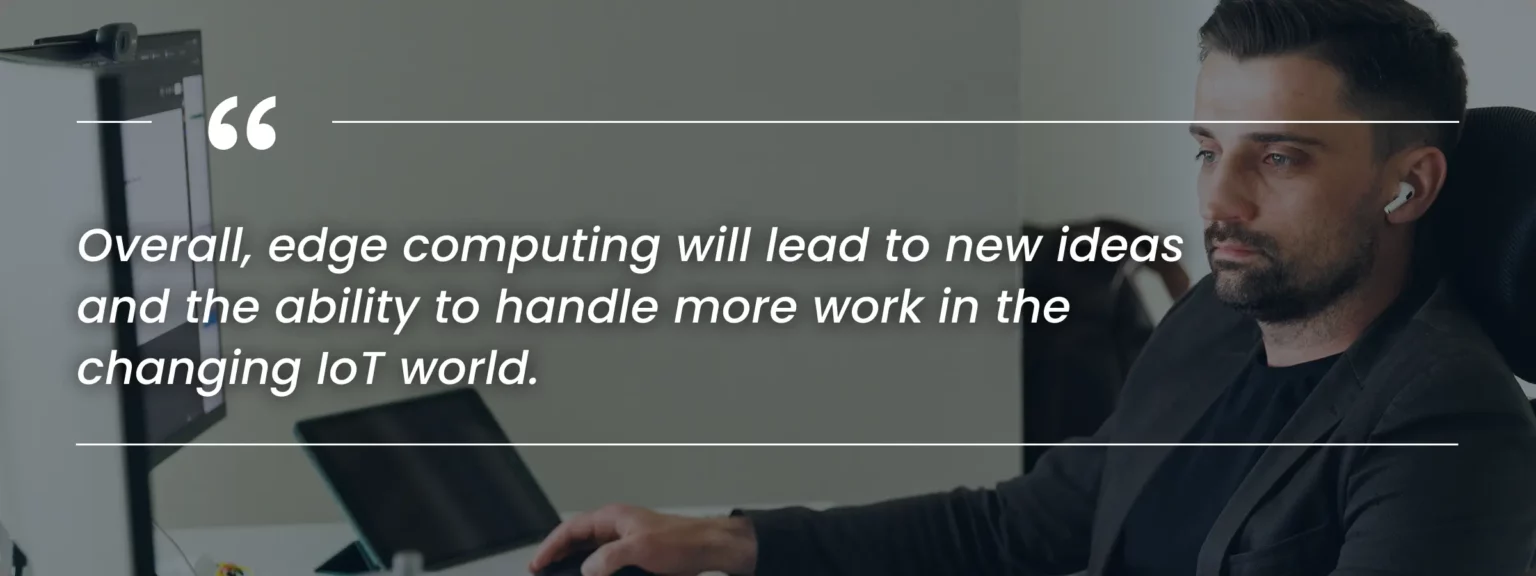 “
Overall, edge computing will lead to new ideas
and the ability to handle more work in the
changing IoT world.